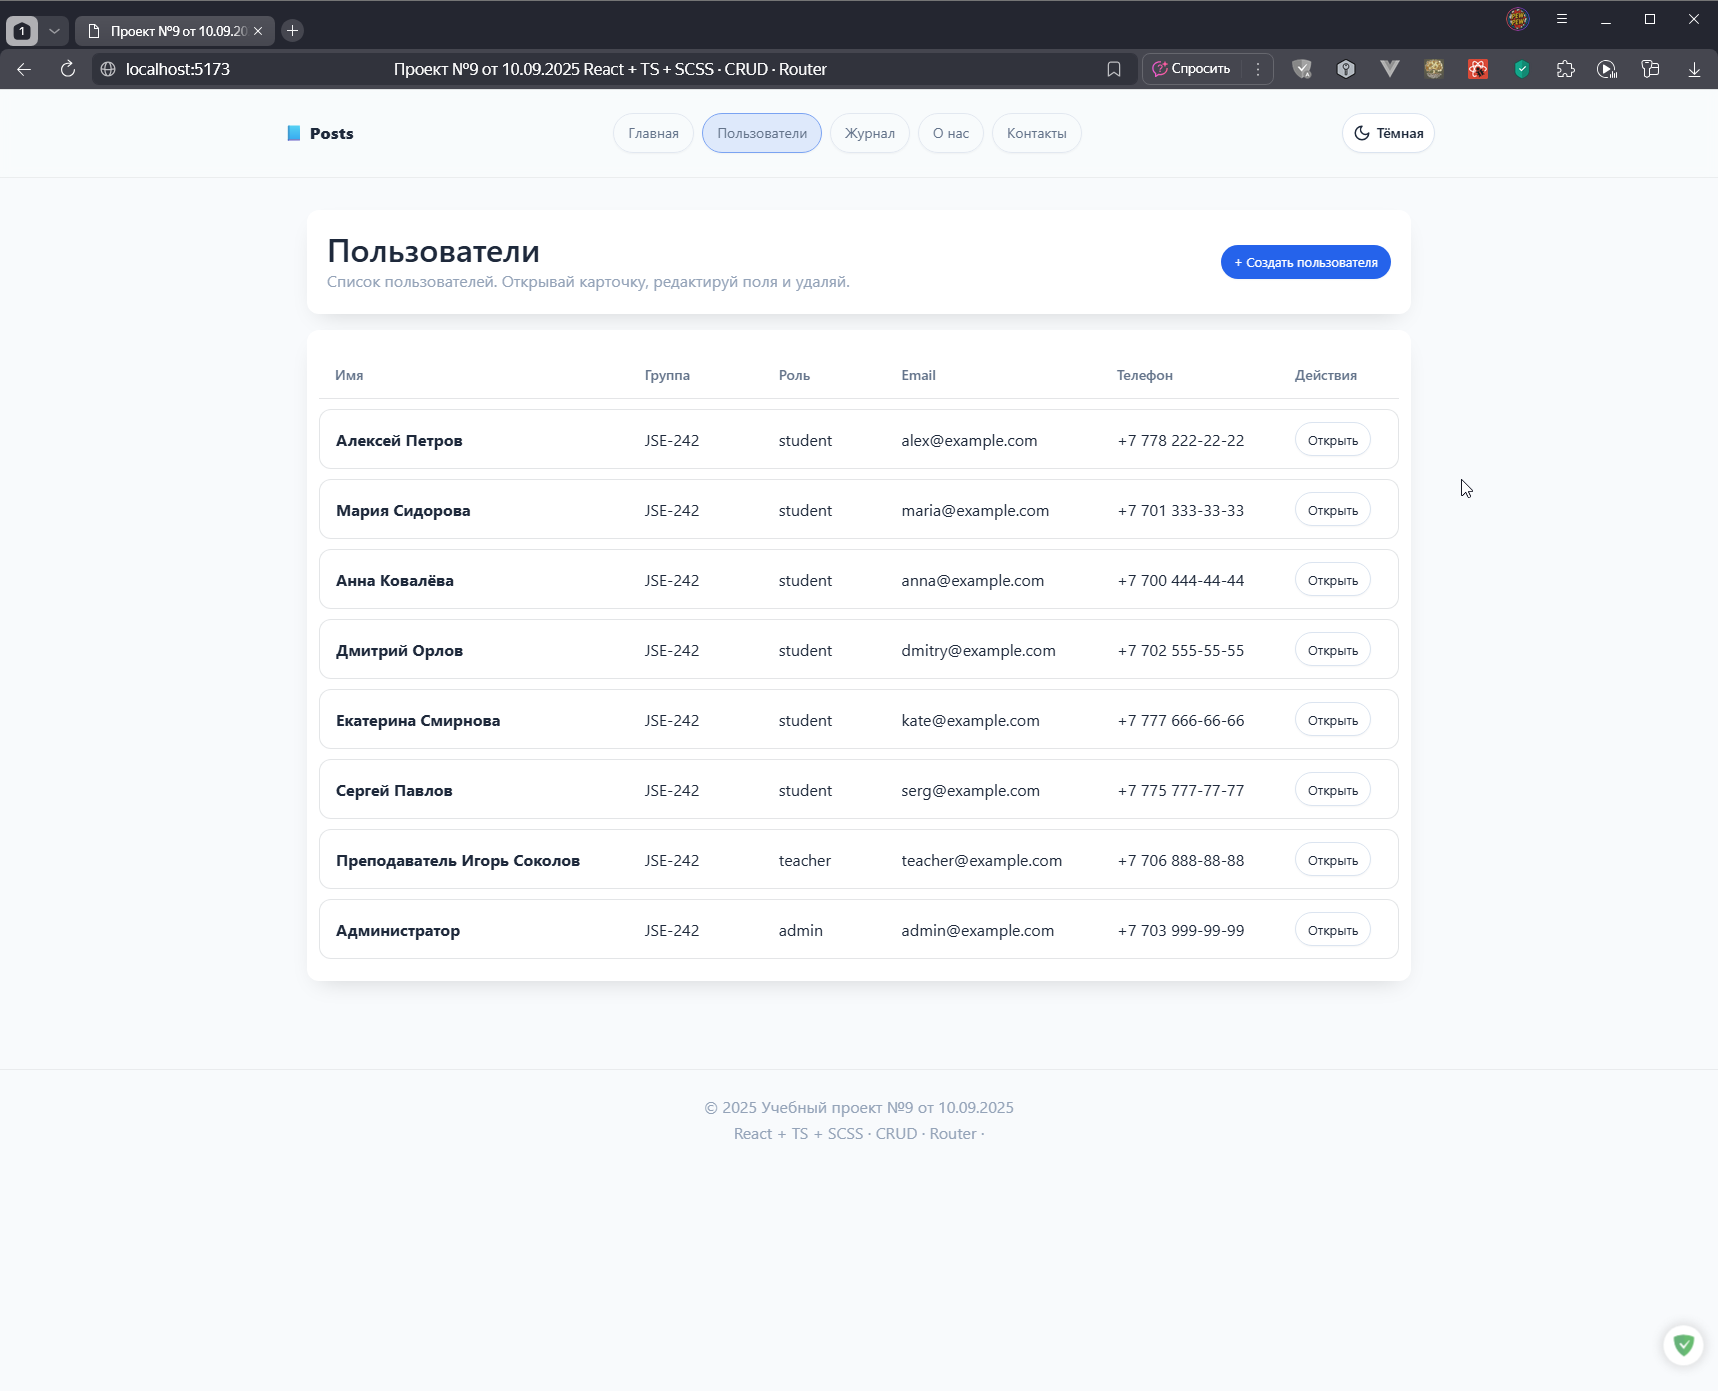 1
Проект №9 от 10.09.20
localhost:5173
Проект №9 от 10.09.2025 React + TS + SCSS · CRUD · Router
Спросить
Posts
Главная
Пользователи
Журнал
О нас
Контакты
Тёмная
Пользователи
Список пользователей. Открывай карточку, редактируй поля и удаляй.
+ Создать пользователя
Имя Группа Роль Email Телефон Действия
Алексей Петров JSE-242 student alex@example.com +7 778 222-22-22 Открыть
Мария Сидорова JSE-242 student maria@example.com +7 701 333-33-33 Открыть
Анна Ковалёва JSE-242 student anna@example.com +7 700 444-44-44 Открыть
Дмитрий Орлов JSE-242 student dmitry@example.com +7 702 555-55-55 Открыть
Екатерина Смирнова JSE-242 student kate@example.com +7 777 666-66-66 Открыть
Сергей Павлов JSE-242 student serg@example.com +7 775 777-77-77 Открыть
Преподаватель Игорь Соколов JSE-242 teacher teacher@example.com +7 706 888-88-88 Открыть
Администратор JSE-242 admin admin@example.com +7 703 999-99-99 Открыть
© 2025 Учебный проект №9 от 10.09.2025
React + TS + SCSS · CRUD · Router ·